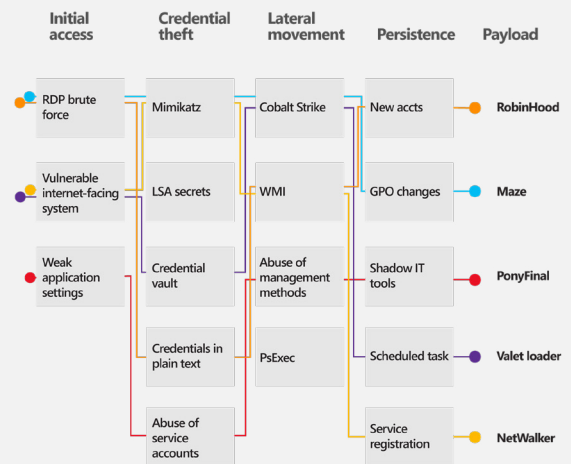 Initial
access
Credential
theft
Lateral
movement
Persistence
Payload
RDP brute
force
Mimikatz
Cobalt Strike
New accts
RobinHood
Vulnerable
internet-facing
system
LSA secrets
WMI
GPO changes
Maze
Weak
application
settings
Credential
vault
Abuse of
management
methods
Shadow IT
tools
PonyFinal
Credentials in
plain text
PsExec
Scheduled task
Valet loader
Abuse of
service
accounts
Service
registration
NetWalker